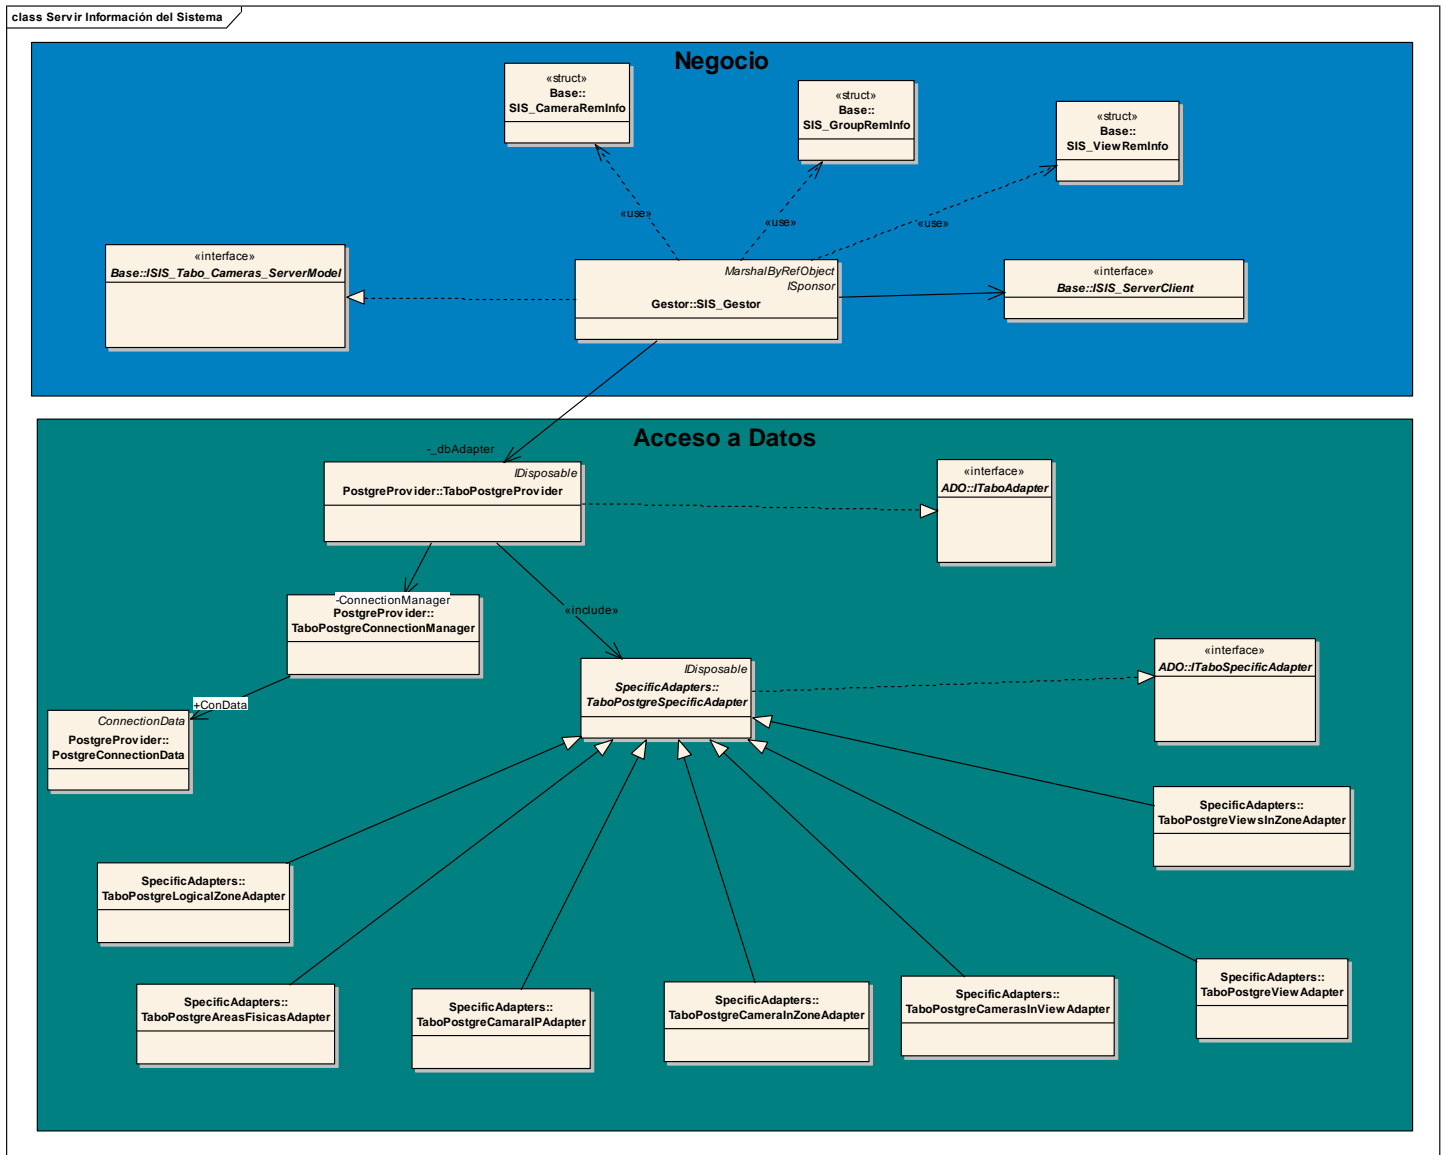 class Servir Información del Sistema
Negocio
«struct»
Base::
SIS_CameraRemInfo
«struct»
Base::
SIS_GroupRemInfo
«struct»
Base::
SIS_ViewRemInfo
«use»
«use»
«use»
«interface»
Base::ISIS_Tabo_Cameras_ServerModel
MarshalByRefObject
ISponsor
Gestor::SIS_Gestor
«interface»
Base::ISIS_ServerClient
Acceso a Datos
-_dbAdapter
IDisposable
PostgreProvider::TaboPostgreProvider
«interface»
ADO::ITaboAdapter
-ConnectionManager
PostgreProvider::
TaboPostgreConnectionManager
«include»
IDisposable
SpecificAdapters::
TaboPostgreSpecificAdapter
«interface»
ADO::ITaboSpecificAdapter
+ConData
ConnectionData
PostgreProvider::
PostgreConnectionData
SpecificAdapters::
TaboPostgreViewsInZoneAdapter
SpecificAdapters::
TaboPostgreLogicalZoneAdapter
SpecificAdapters::
TaboPostgreAreasFisicasAdapter
SpecificAdapters::
TaboPostgreCamaraIPAdapter
SpecificAdapters::
TaboPostgreCameraInZoneAdapter
SpecificAdapters::
TaboPostgreCamerasInViewAdapter
SpecificAdapters::
TaboPostgreViewAdapter